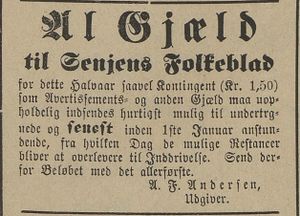 Al Gjæld
til Senjens Folkeblad
for dette Halvaar saavel Kontingent (Kr. 1,50)
som Avertissements- og anden Gjæld maa uop-
holdelig indsendes hurtigst mulig til undertrg-
nede og senest inden 1ste Januar anstun-
dende, fra hvilken Dag de mulige Restancer
bliver at overlevere til Inddrivelse. Send der-
for Beløbet med det allerførste.
A. F. Andersen,
Udgiver.